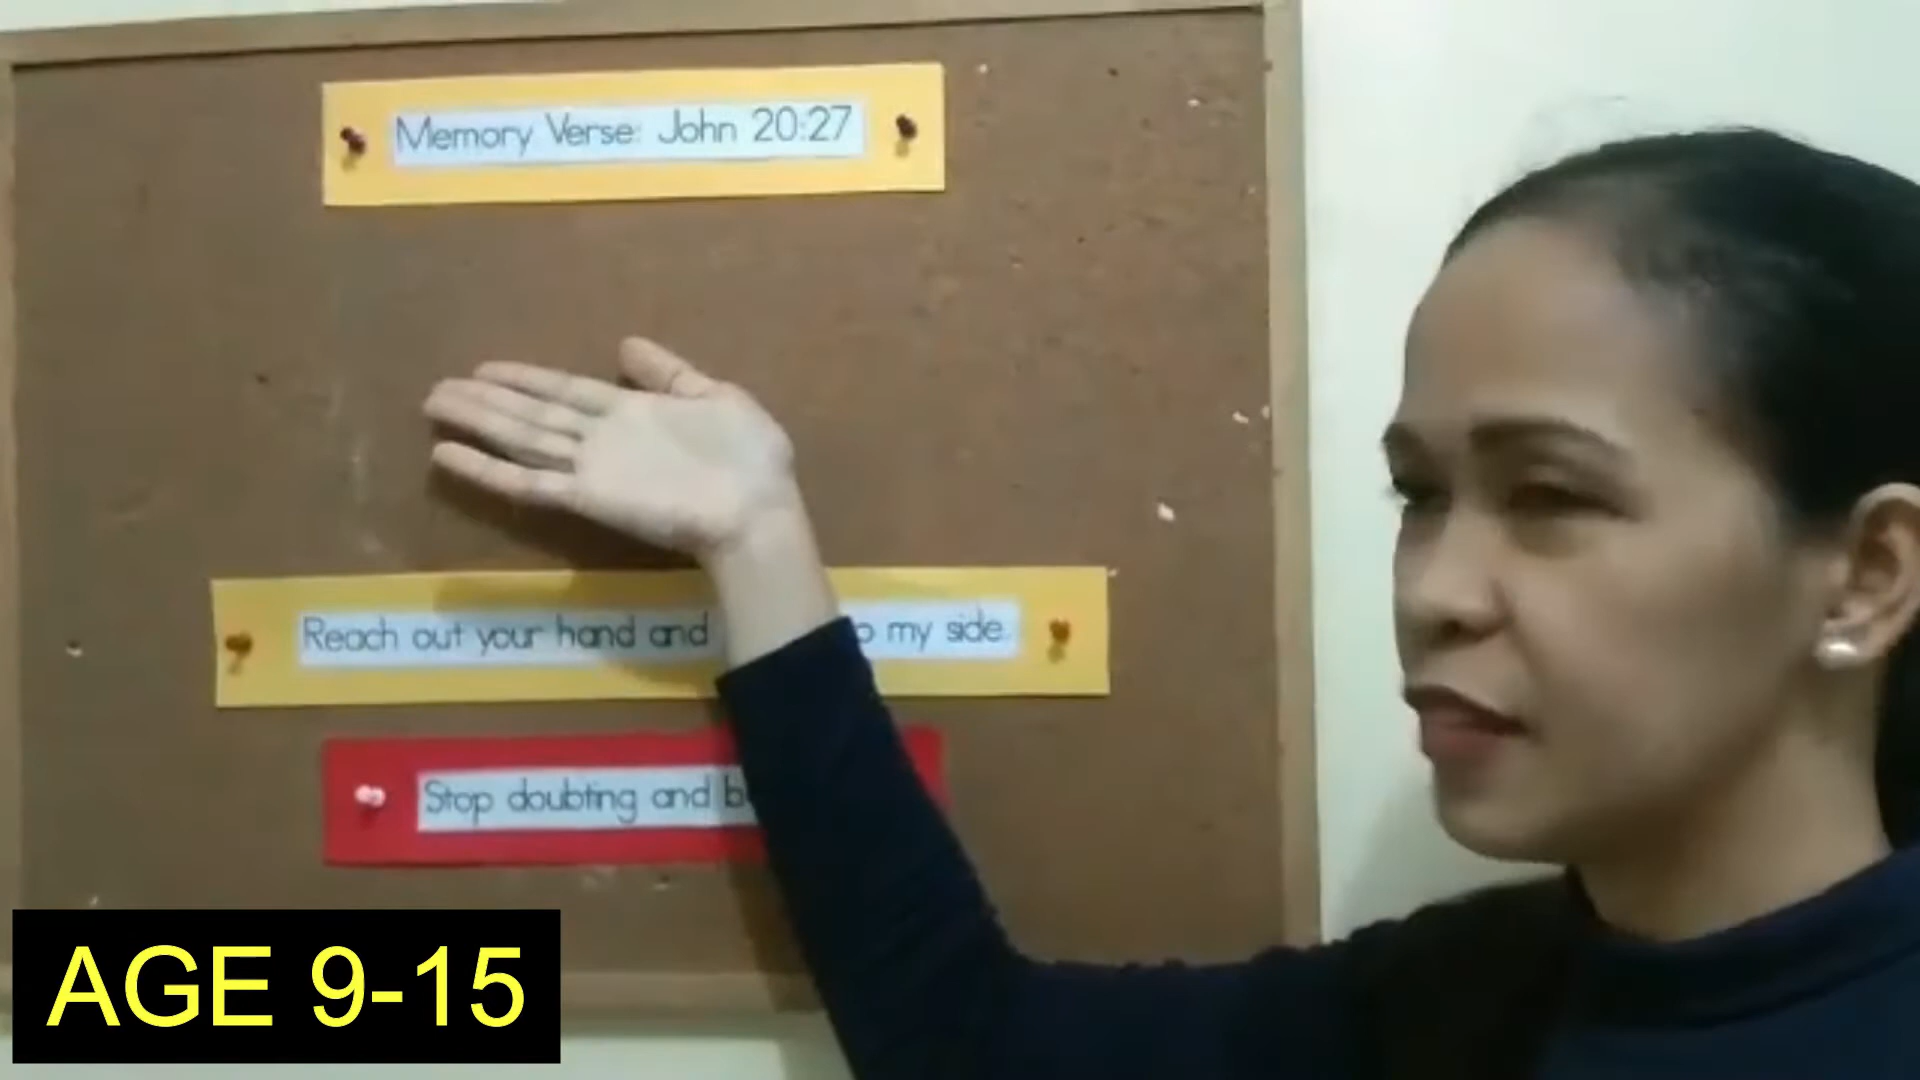 Memory Verse: John 20:27
Reach out your hand and my side.
Stop doubting and
AGE 9-15